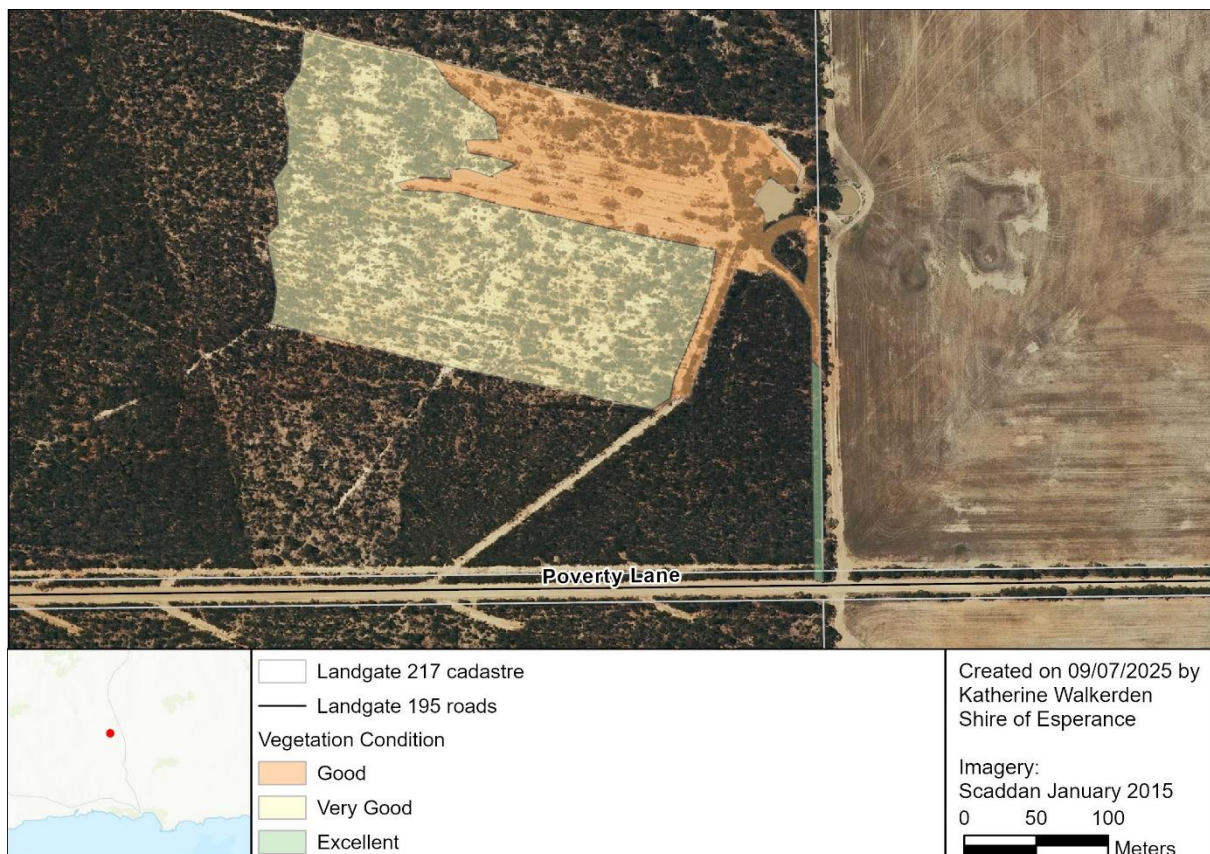 Poverty Lane
Landgate 217 cadastre
Landgate 195 roads
Vegetation Condition
Good
Very Good
Excellent
Created on 09/07/2025 by
Katherine Walkerden
Shire of Esperance
Imagery:
Scaddan January 2015
0 50 100
Meters